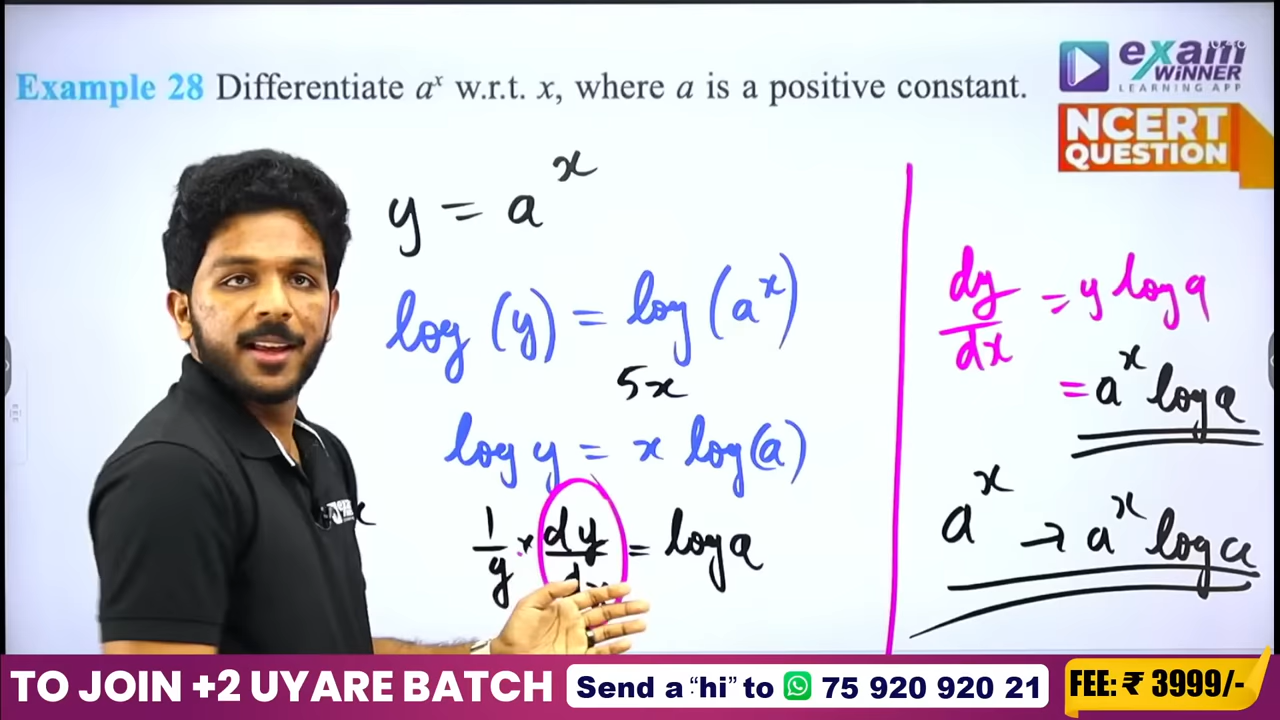 Example 28 Differentiate aˣ w.r.t. x, where a is a positive constant.
exam
WiNNER
LEARNING APP
NCERT
QUESTION
y = aˣ
log (y) = log (aˣ)
5x
log y = x log(a)
1/y × dy/dx = log a
dy/dx = y log a
= aˣ log a
aˣ → aˣ log a
TO JOIN +2 UYARE BATCH
Send a “hi” to 75 920 920 21
FEE: ₹ 3999/-